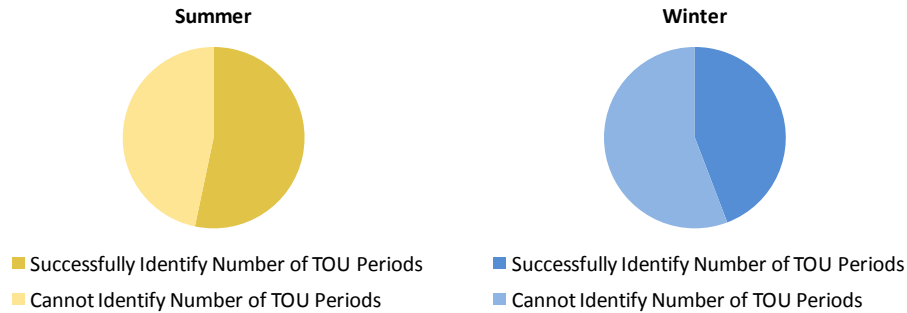 Summer
Successfully Identify Number of TOU Periods
Cannot Identify Number of TOU Periods
Winter
Successfully Identify Number of TOU Periods
Cannot Identify Number of TOU Periods